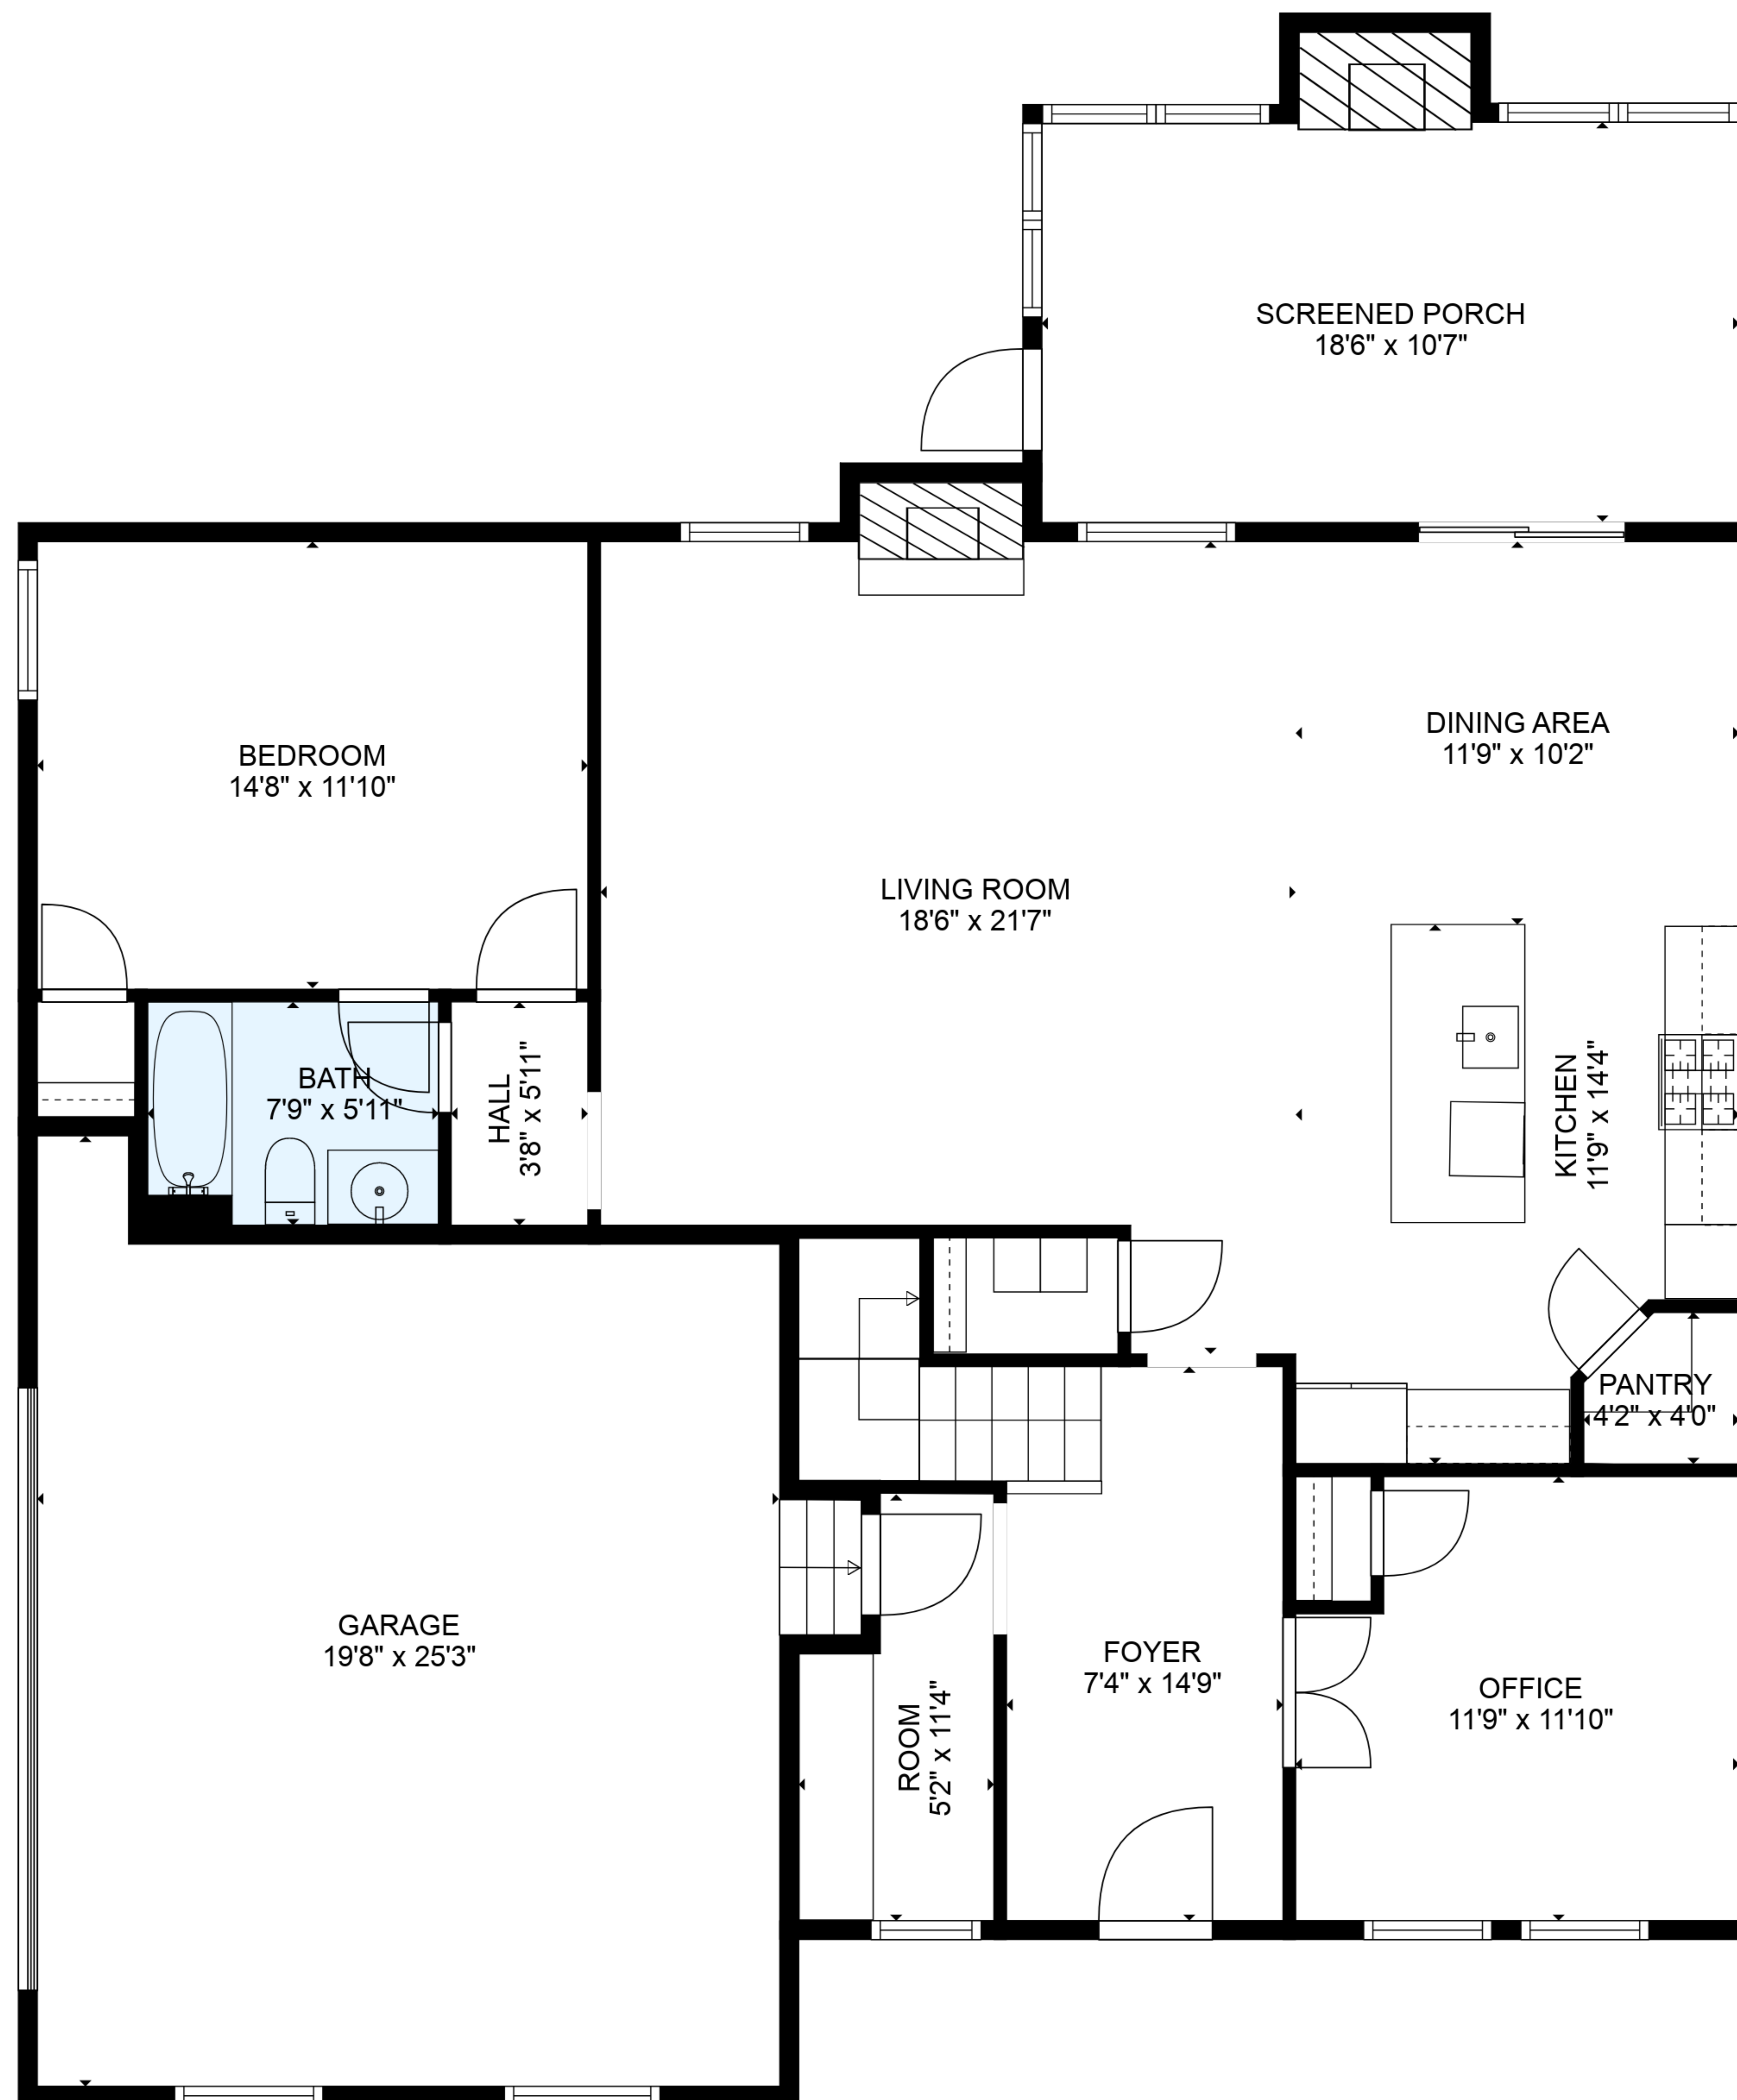 SCREENED PORCH
18'6" x 10'7"
DINING AREA
11'9" x 10'2"
BEDROOM
14'8" x 11'10"
LIVING ROOM
18'6" x 21'7"
BATH
7'9" x 5'11"
HALL
3'8" x 5'11"
KITCHEN
11'9" x 14'4"
PANTRY
4'2" x 4'0"
GARAGE
19'8" x 25'3"
FOYER
7'4" x 14'9"
OFFICE
11'9" x 11'10"
ROOM
5'2" x 11'4"